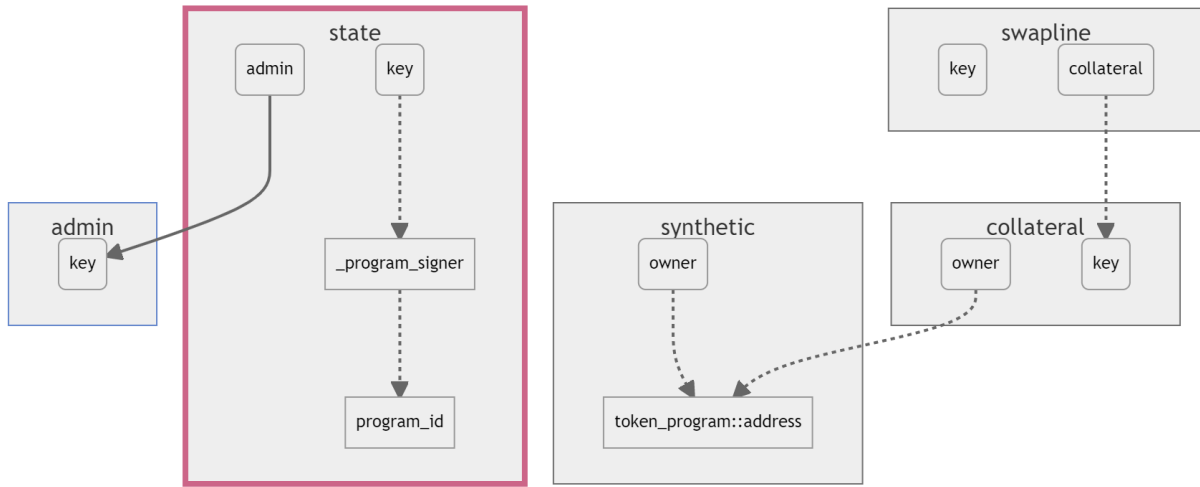 state
admin
key
swapline
key
collateral
admin
key
_program_signer
synthetic
owner
collateral
owner
key
program_id
token_program::address